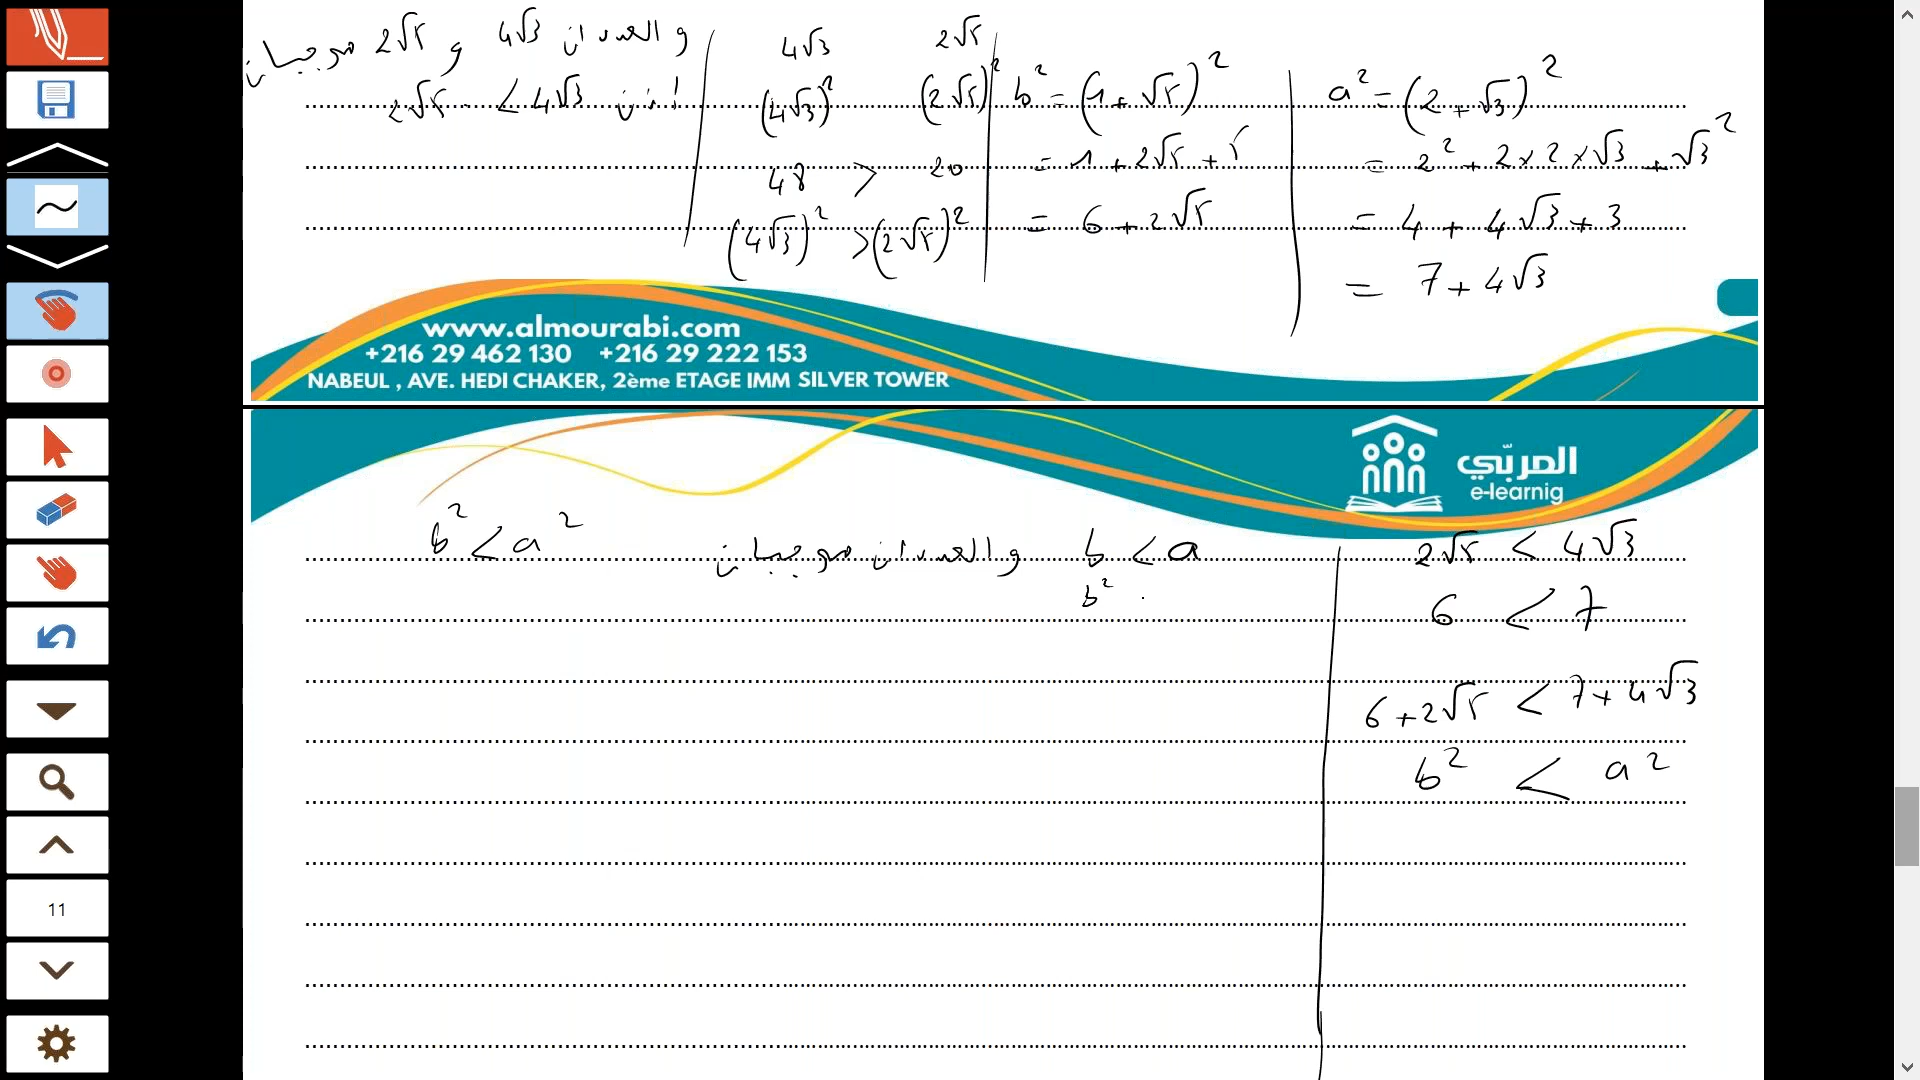 a² = (2 + √3)²
= 2² + 2 × 2 × √3 + √3²
= 4 + 4√3 + 3
= 7 + 4√3
b² = (1 + √5)²
= 1 + 2√5 + 5
= 6 + 2√5
4√3 2√5
(4√3)² (2√5)²
48 > 20
(4√3)² > (2√5)²
والعددان 4√3 و 2√5 موجبان
إذن 2√5 < 4√3
www.almourabi.com
+216 29 462 130 +216 29 222 153
NABEUL , AVE. HEDI CHAKER, 2ème ETAGE IMM SILVER TOWER
المربّي
e-learnig
2√5 < 4√3
6 < 7
6 + 2√5 < 7 + 4√3
b² < a²
b < a والعددان موجبان b² < a²
b²
11